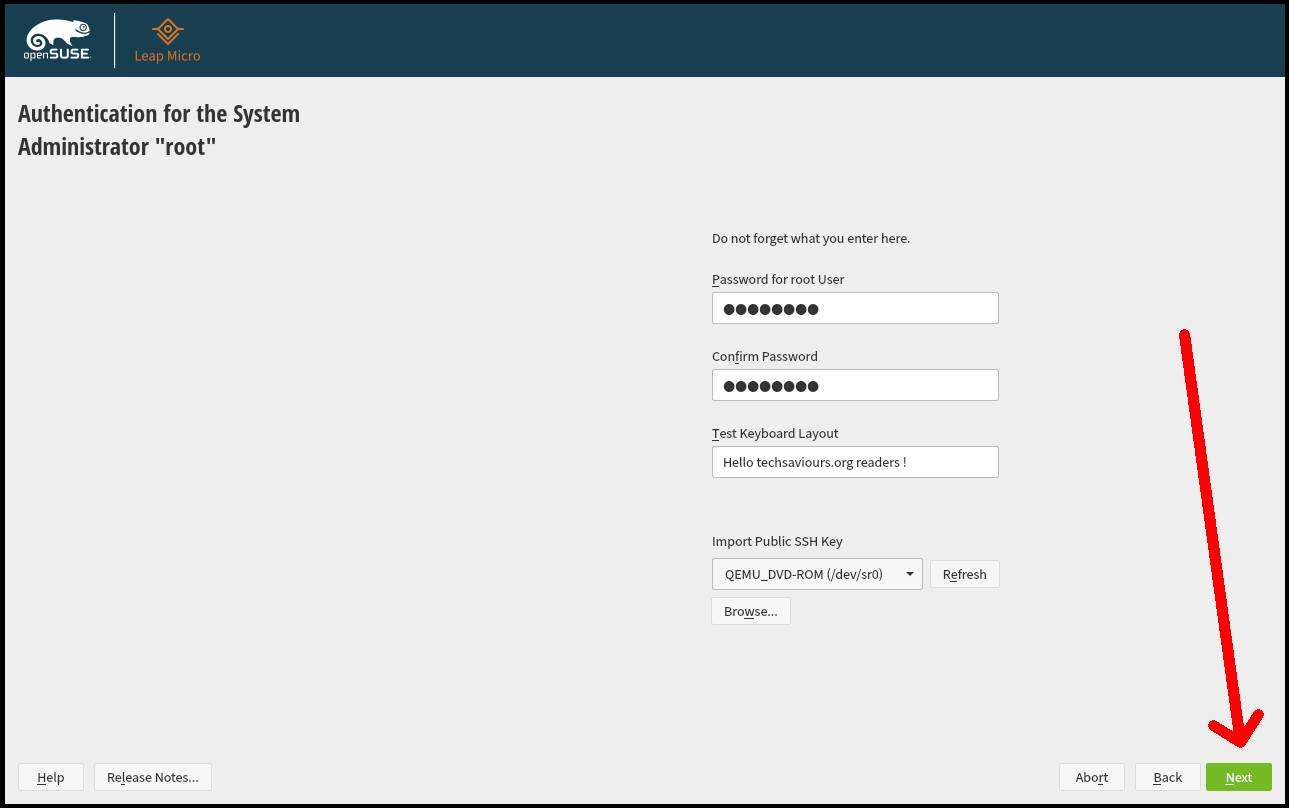 openSUSE
Leap Micro
Authentication for the System
Administrator "root"
Do not forget what you enter here.
Password for root User
●●●●●●●●
Confirm Password
●●●●●●●●
Test Keyboard Layout
Hello techsaviours.org readers !
Import Public SSH Key
QEMU_DVD-ROM (/dev/sr0) Refresh
Browse...
Help Release Notes... Abort Back Next